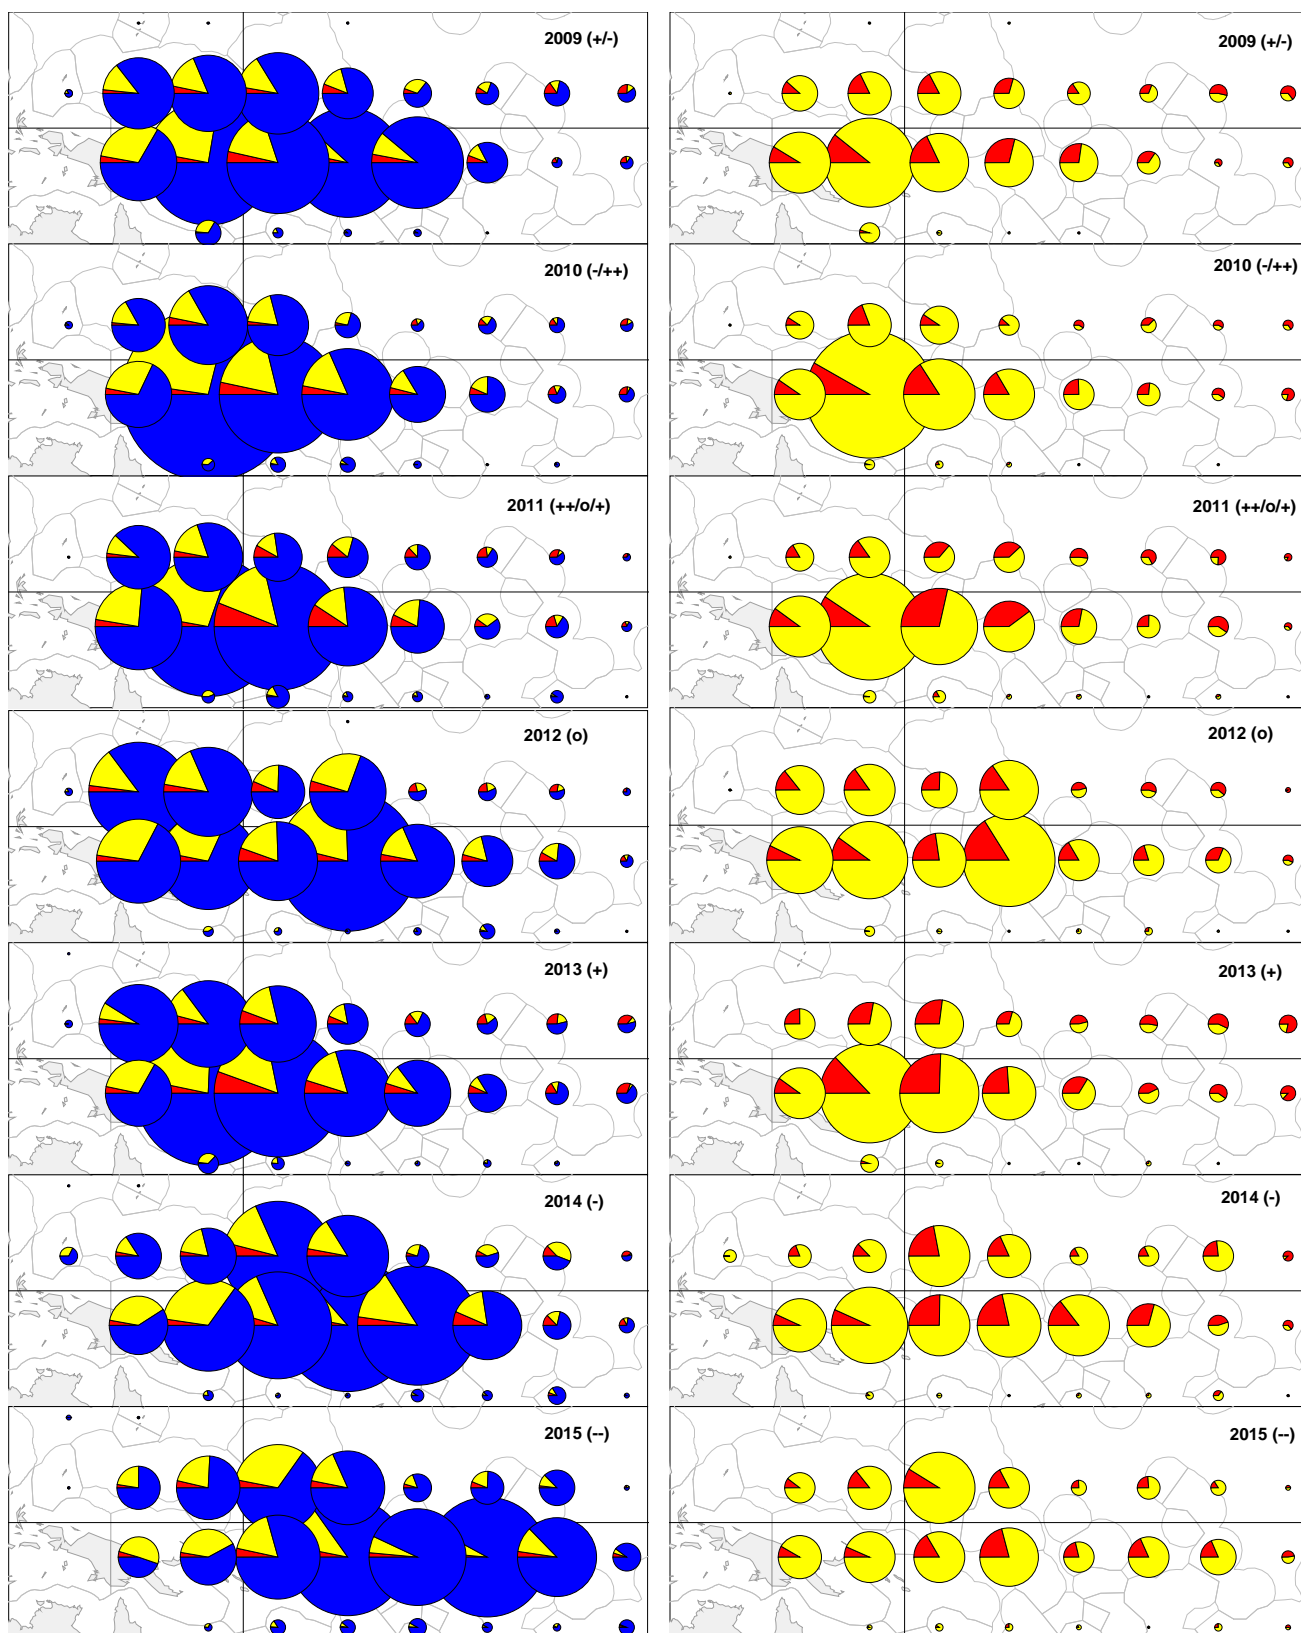 2009 (+/-)
2009 (+/-)
2010 (-/++)
2010 (-/++)
2011 (++/o/+)
2011 (++/o/+)
2012 (o)
2012 (o)
2013 (+)
2013 (+)
2014 (-)
2014 (-)
2015 (--)
2015 (--)